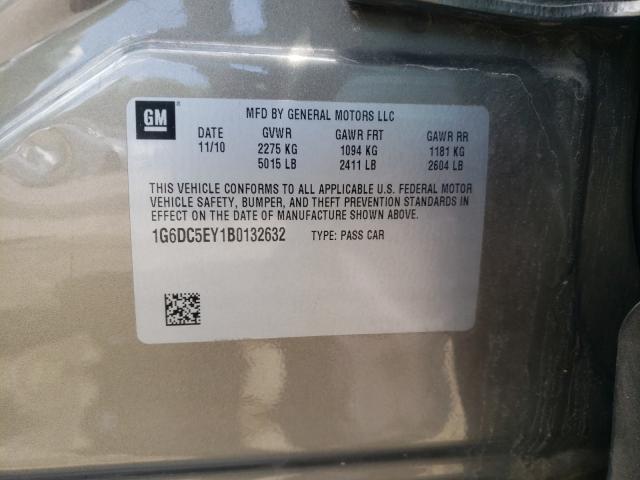 GM
MFD BY GENERAL MOTORS LLC
DATE GVWR GAWR FRT GAWR RR
11/10 2275 KG 1094 KG 1181 KG
5015 LB 2411 LB 2604 LB
THIS VEHICLE CONFORMS TO ALL APPLICABLE U.S. FEDERAL MOTOR
VEHICLE SAFETY, BUMPER, AND THEFT PREVENTION STANDARDS IN
EFFECT ON THE DATE OF MANUFACTURE SHOWN ABOVE.
1G6DC5EY1B0132632 TYPE: PASS CAR